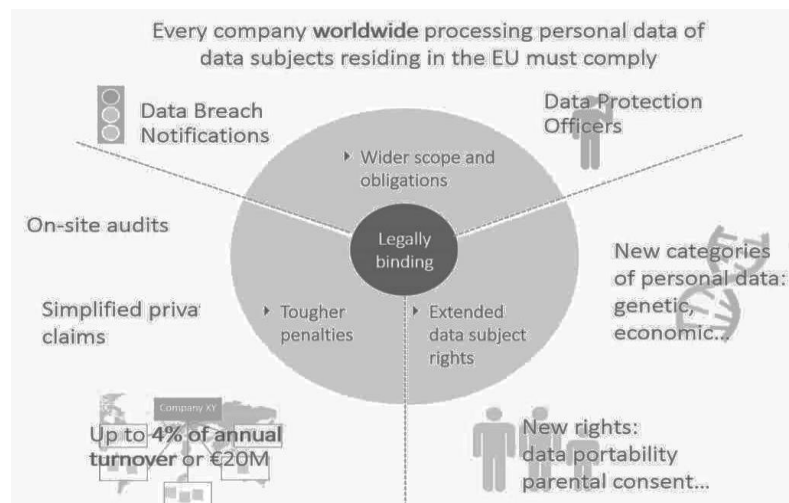 Every company worldwide processing personal data of
data subjects residing in the EU must comply
Data Breach
Notifications
Data Protection
Officers
Wider scope and
obligations
On-site audits
Legally
binding
New categories
of personal data:
genetic,
economic...
Simplified priva
claims
Tougher
penalties
Extended
data subject
rights
Company XY
Up to 4% of annual
turnover or €20M
New rights:
data portability
parental consent...